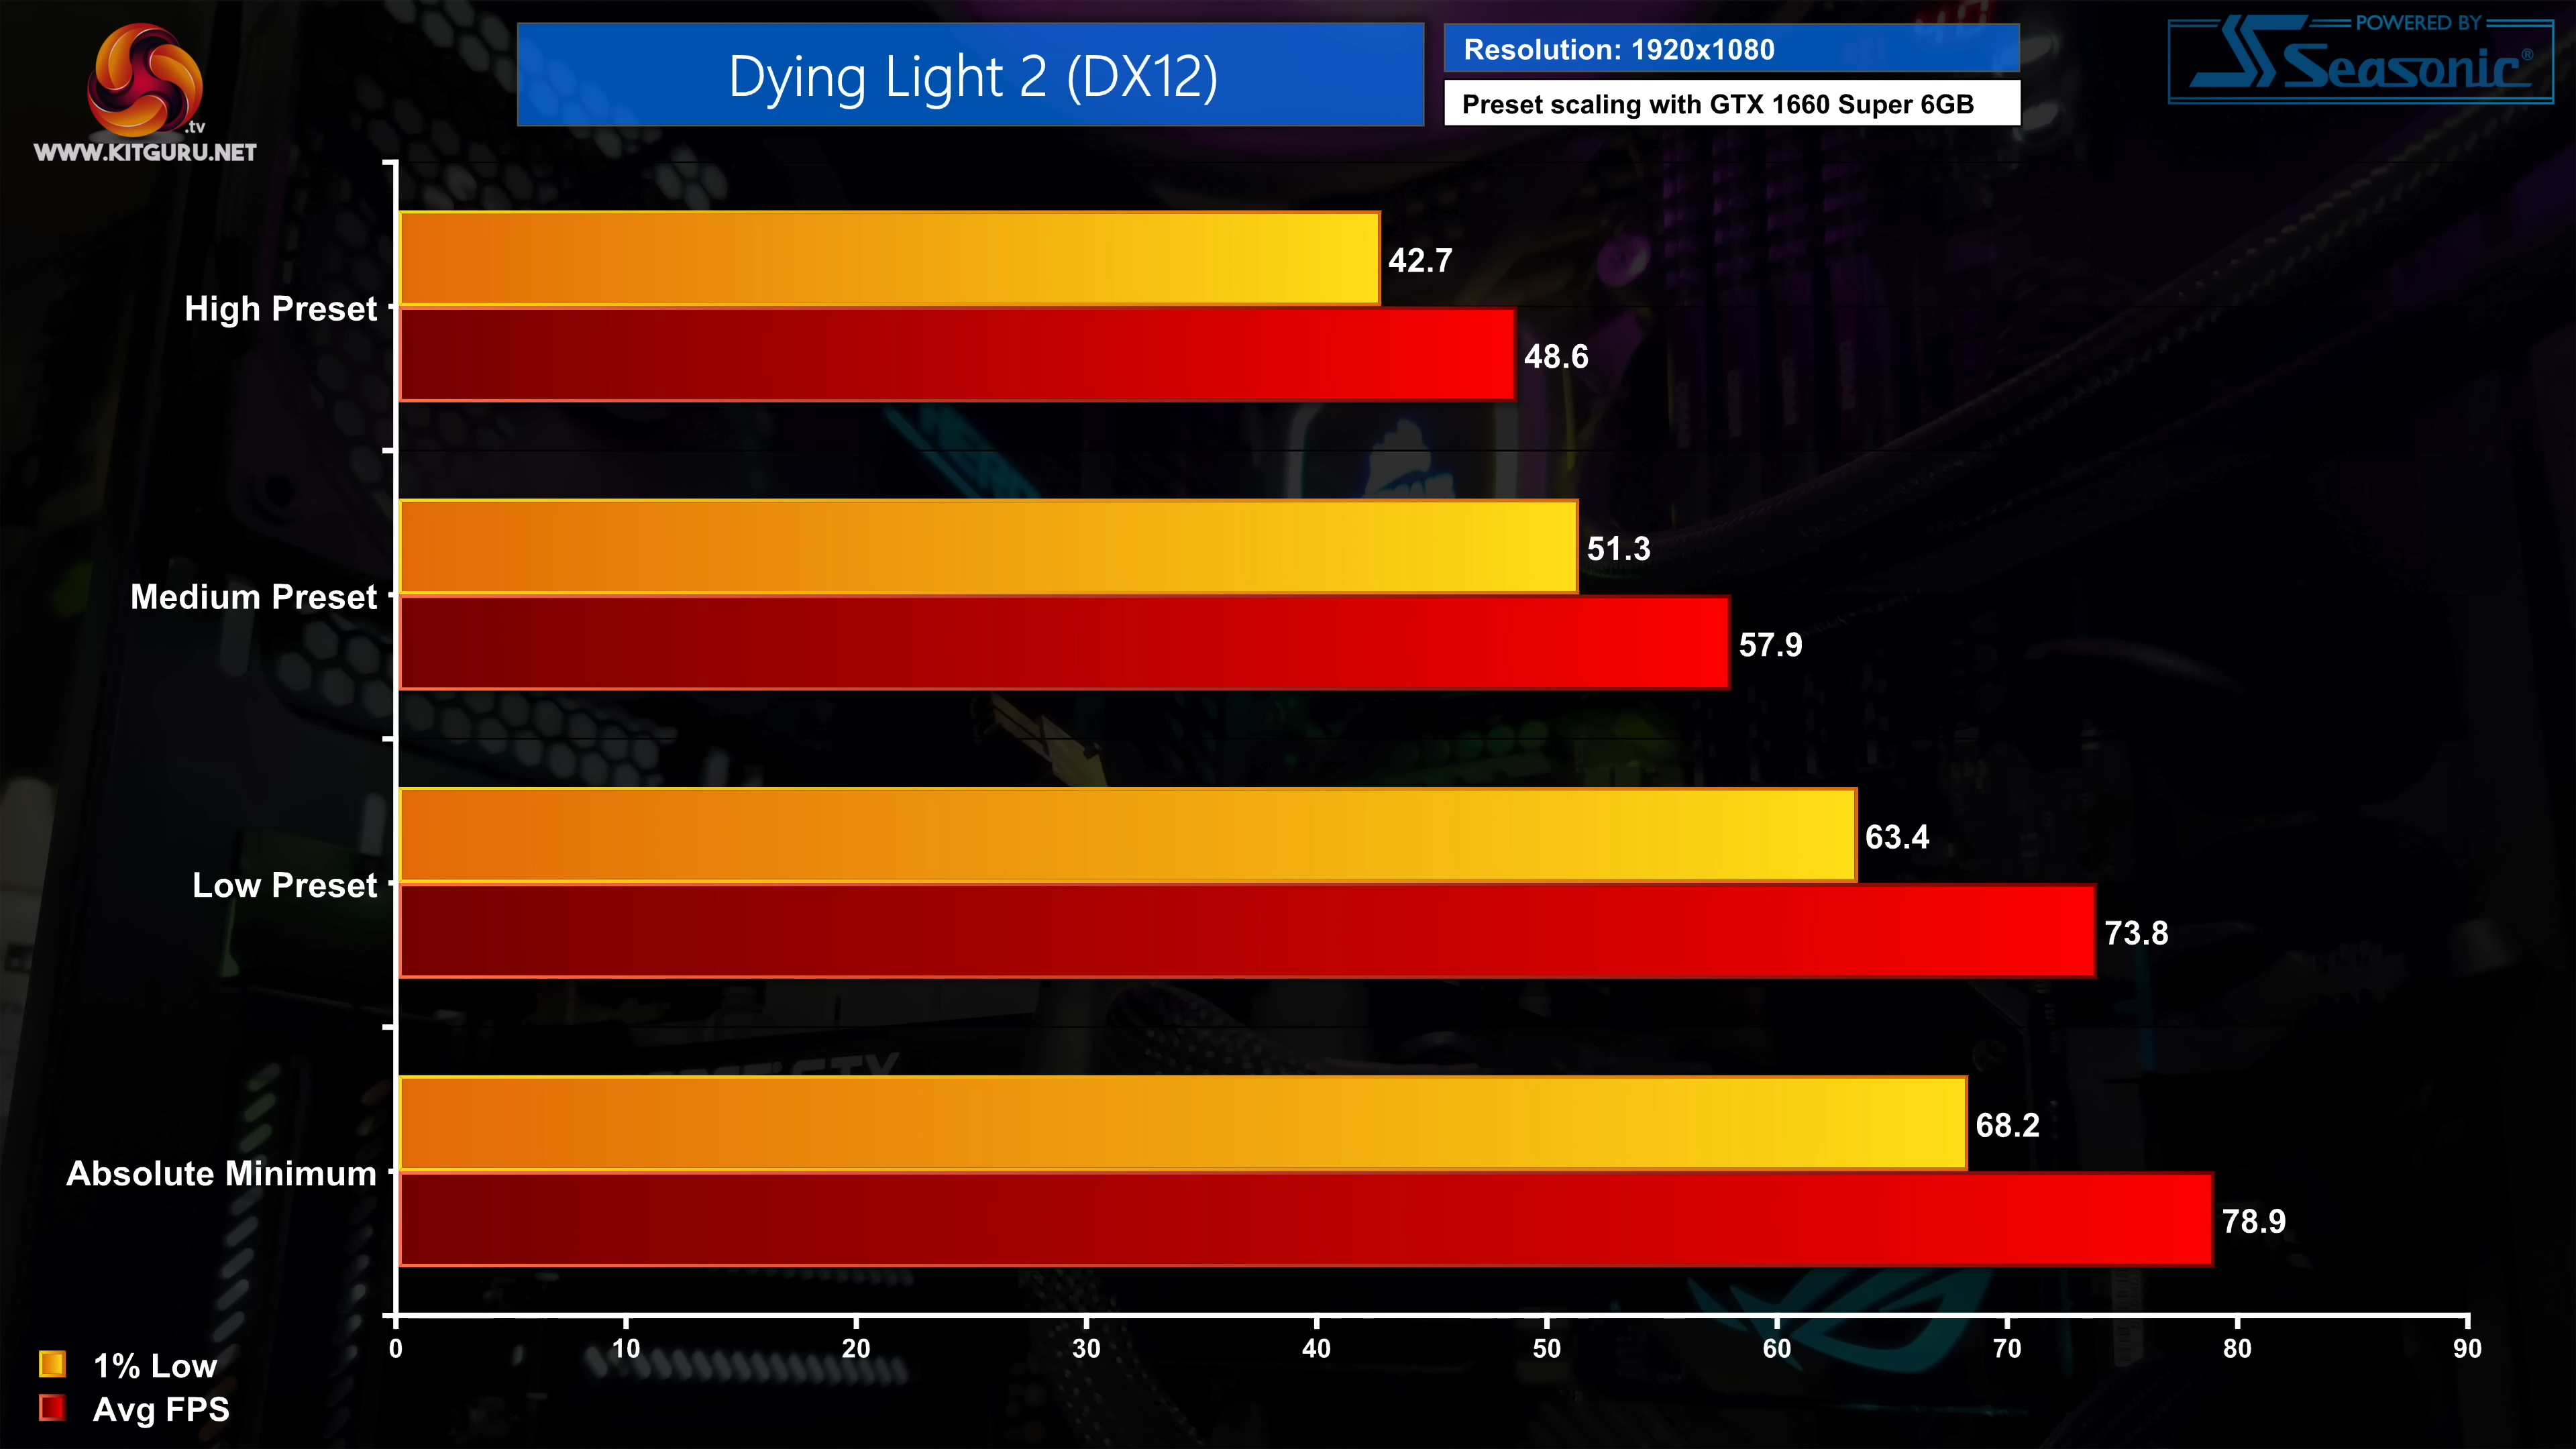 Dying Light 2 (DX12)
Resolution: 1920x1080
Preset scaling with GTX 1660 Super 6GB
POWERED BY
Seasonic®
.tv
WWW.KITGURU.NET
High Preset
42.7
48.6
Medium Preset
51.3
57.9
Low Preset
63.4
73.8
Absolute Minimum
68.2
78.9
0 10 20 30 40 50 60 70 80 90
1% Low
Avg FPS